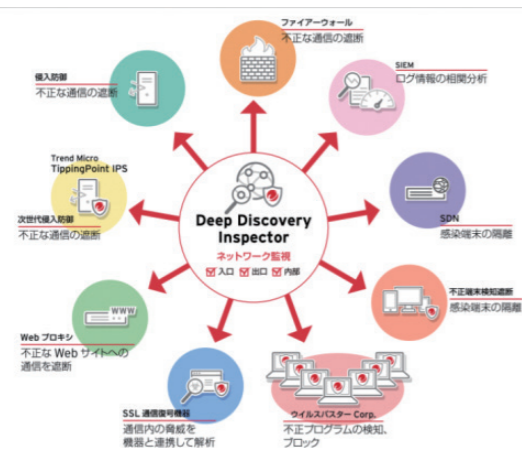 ファイアーウォール
不正な通信の遮断
侵入防御
不正な通信の遮断
SIEM
ログ情報の相関分析
Trend Micro
TippingPoint IPS
次世代侵入防御
不正な通信の遮断
Deep Discovery
Inspector
ネットワーク監視
入口 出口 内部
SDN
感染端末の隔離
不正端末検知遮断
感染端末の隔離
WWW
Web プロキシ
不正な Web サイトへの
通信を遮断
SSL 通信復号機器
通信内の脅威を
機器と連携して解析
ウイルスバスター Corp.
不正プログラムの検知、
ブロック